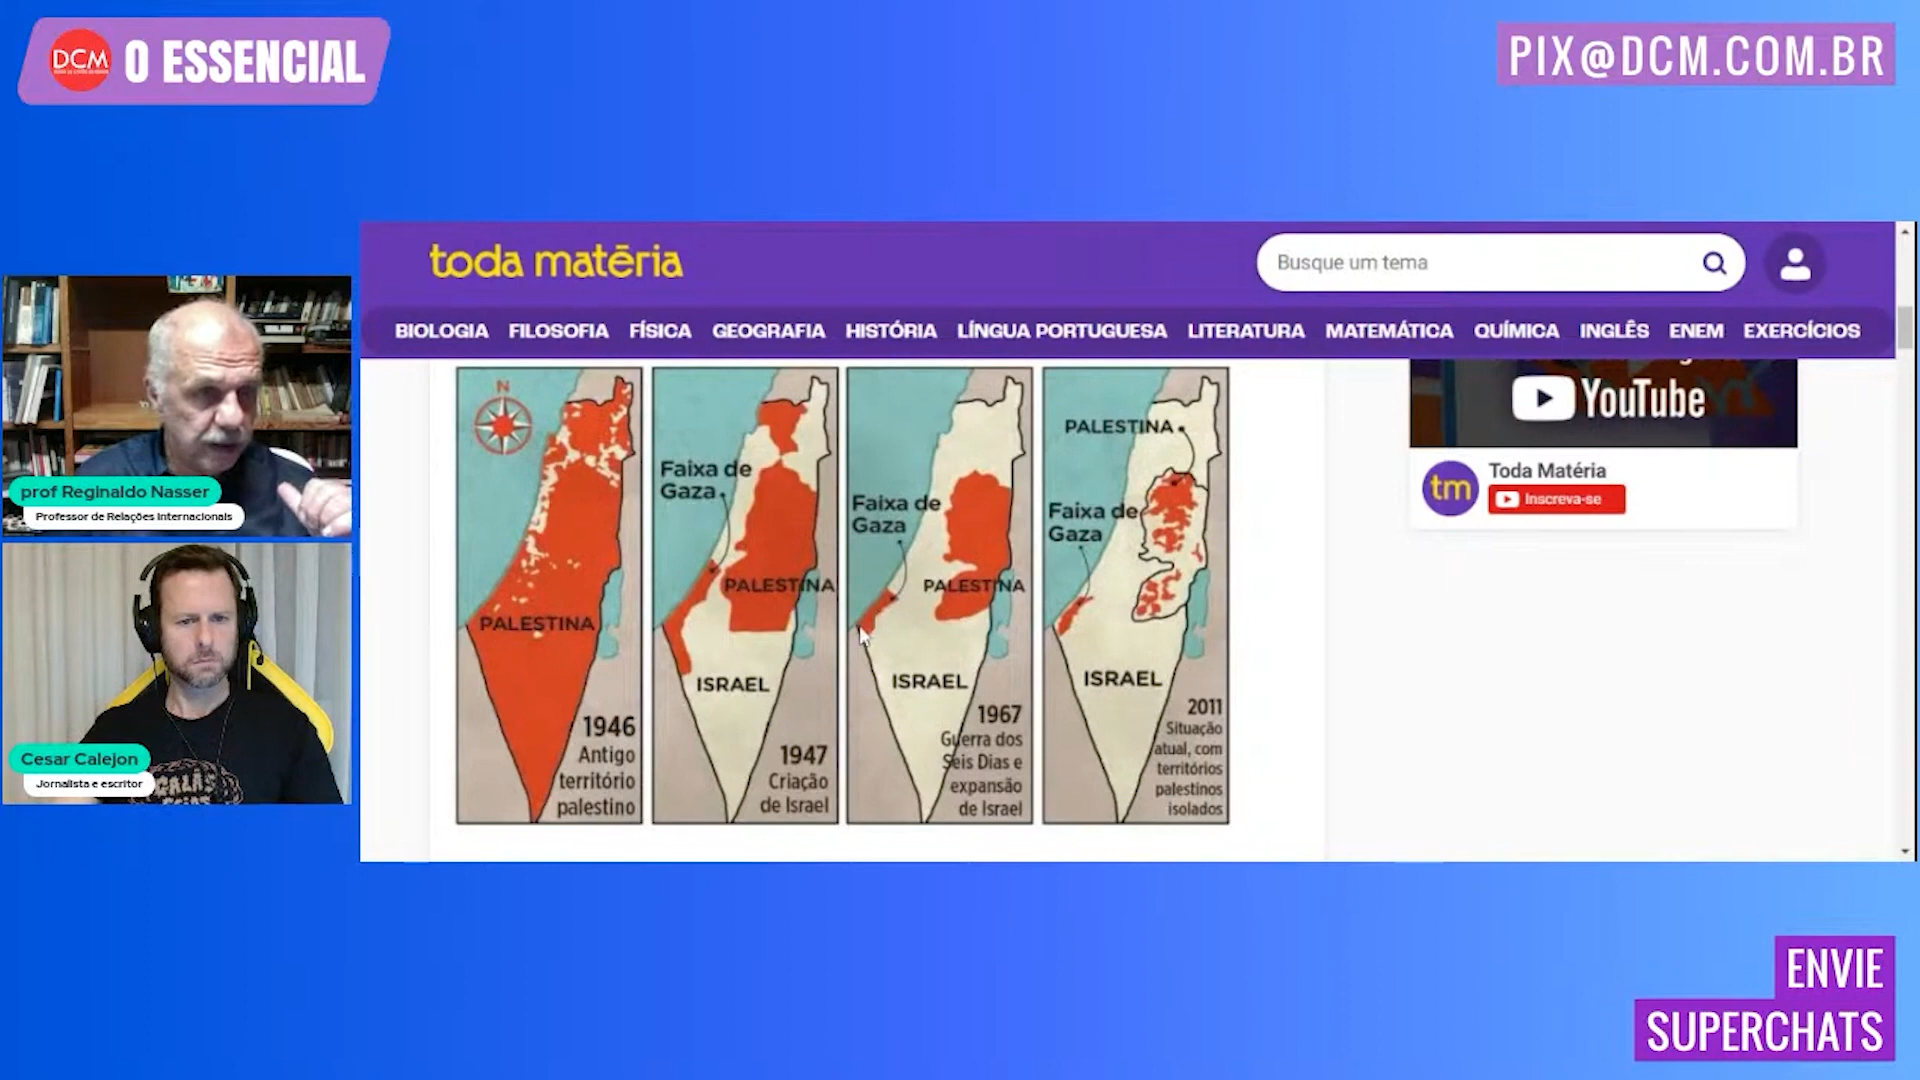 DCM O ESSENCIAL
PIX@DCM.COM.BR
toda matéria
Busque um tema
BIOLOGIA FILOSOFIA FÍSICA GEOGRAFIA HISTÓRIA LÍNGUA PORTUGUESA LITERATURA MATEMÁTICA QUÍMICA INGLÊS ENEM EXERCÍCIOS
N
PALESTINA
1946
Antigo
território
palestino
Faixa de
Gaza
PALESTINA
ISRAEL
1947
Criação
de Israel
Faixa de
Gaza
PALESTINA
ISRAEL
1967
Guerra dos
Seis Dias e
expansão
de Israel
PALESTINA
Faixa de
Gaza
ISRAEL
2011
Situação
atual, com
territórios
palestinos
isolados
YouTube
tm
Toda Matéria
Inscreva-se
prof Reginaldo Nasser
Professor de Relações Internacionais
Cesar Calejon
Jornalista e escritor
ENVIE
SUPERCHATS